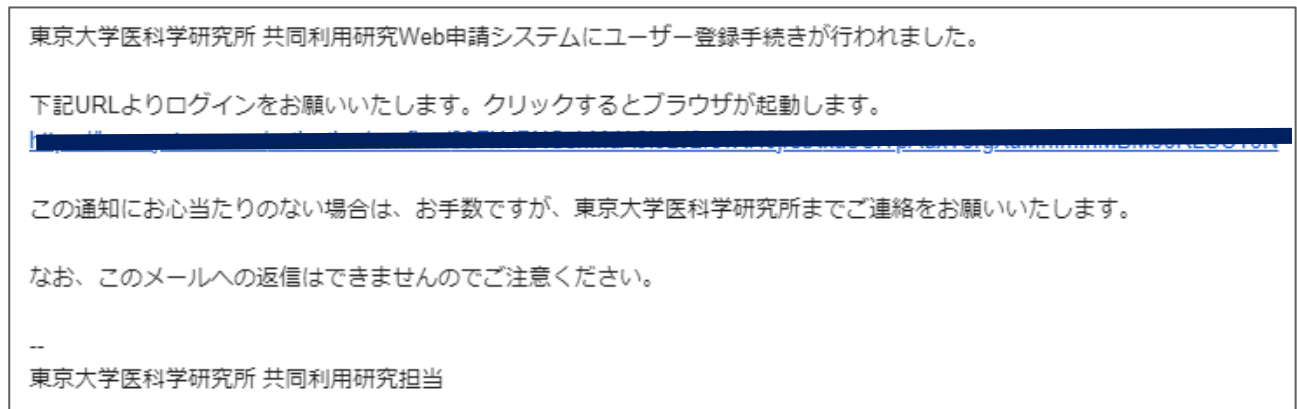 東京大学医科学研究所 共同利用研究Web申請システムにユーザー登録手続きが行われました。
下記URLよりログインをお願いいたします。クリックするとブラウザが起動します。
この通知にお心当たりのない場合は、お手数ですが、東京大学医科学研究所までご連絡をお願いいたします。
なお、このメールへの返信はできませんのでご注意ください。
--
東京大学医科学研究所 共同利用研究担当